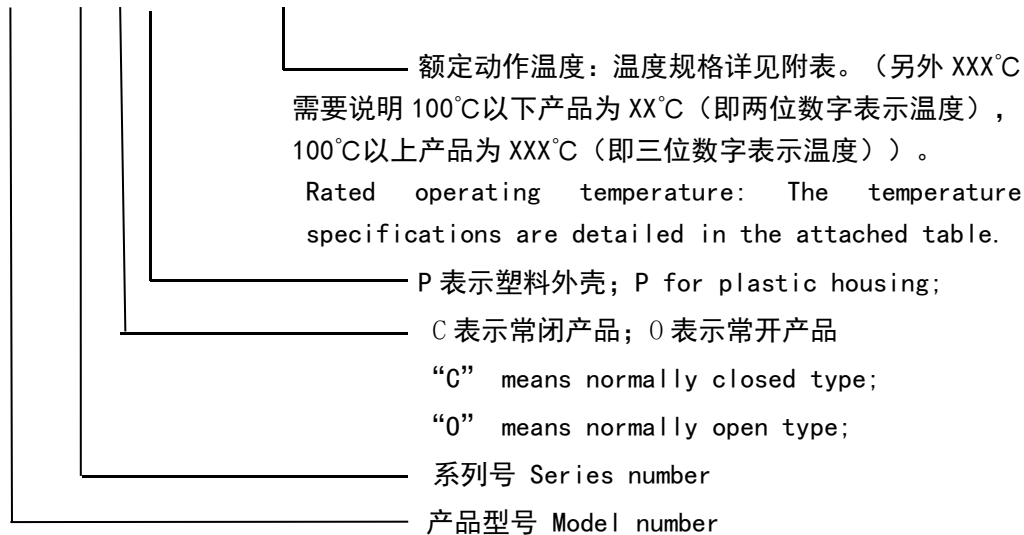 额定动作温度：温度规格详见附表。（另外 XXX℃
需要说明 100℃以下产品为 XX℃（即两位数字表示温度），
100℃以上产品为 XXX℃（即三位数字表示温度））。
Rated operating temperature: The temperature
specifications are detailed in the attached table.
P 表示塑料外壳；P for plastic housing;
C 表示常闭产品；O 表示常开产品
“C” means normally closed type;
“O” means normally open type;
系列号 Series number
产品型号 Model number